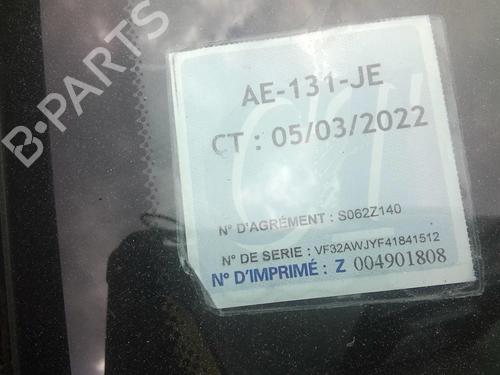 B-PARTS
AE-131-JE
CT : 05/03/2022
N° D'AGRÉMENT : S062Z140
N° DE SERIE : VF32AWJYF41841512
N° D'IMPRIMÉ : Z 004901808